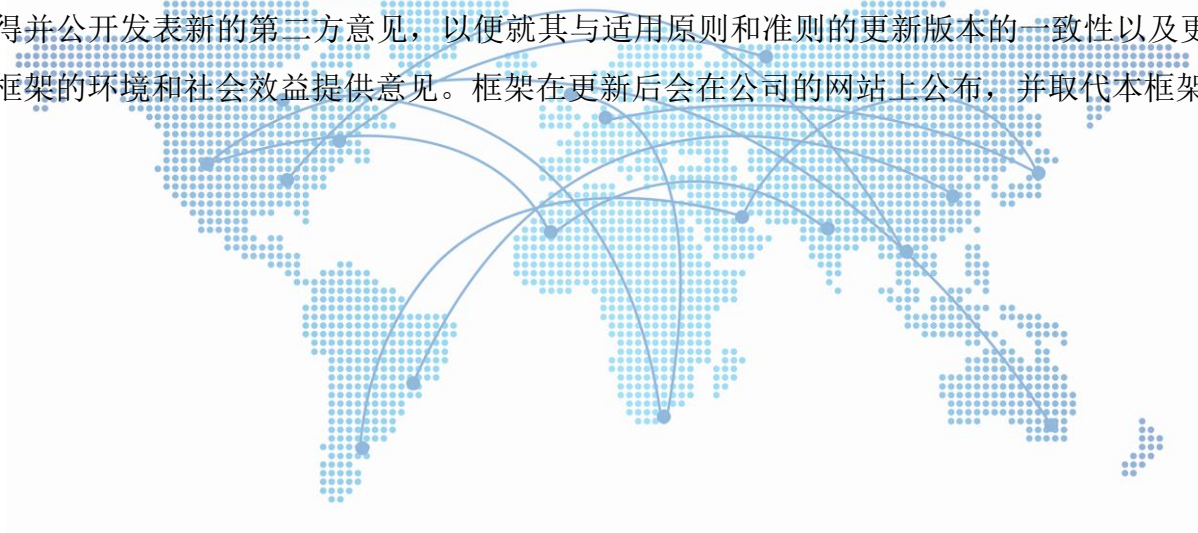 得并公开发表新的第二方意见，以便就其与适用原则和准则的更新版本的一致性以及更
框架的环境和社会效益提供意见。框架在更新后会在公司的网站上公布，并取代本框架